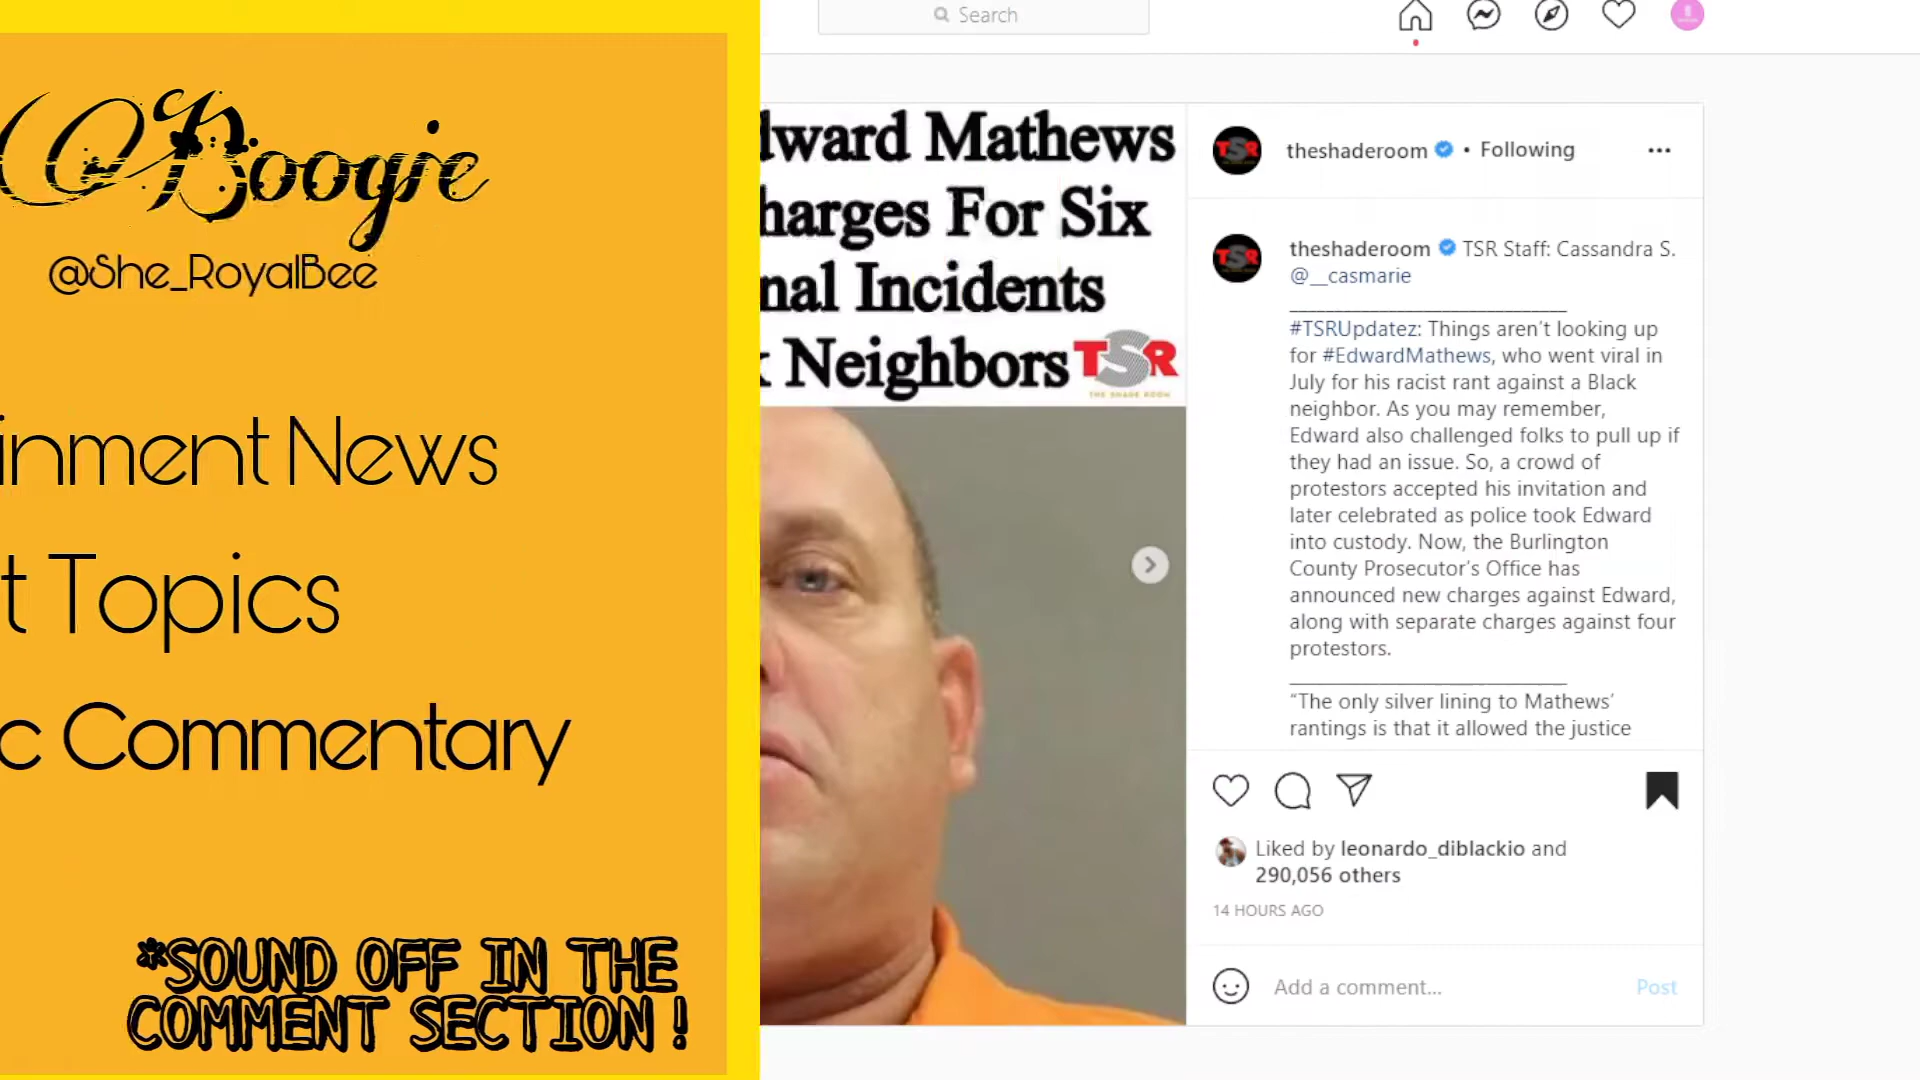 Boogie
@She_RoyalBee
inment News
t Topics
c Commentary
*SOUND OFF IN THE
COMMENT SECTION !
Search
dward Mathews
harges For Six
nal Incidents
k Neighbors TSR
THE SHADE ROOM
TSR
theshaderoom • Following
TSR
theshaderoom TSR Staff: Cassandra S.
@__casmarie
#TSRUpdatez: Things aren't looking up
for #EdwardMathews, who went viral in
July for his racist rant against a Black
neighbor. As you may remember,
Edward also challenged folks to pull up if
they had an issue. So, a crowd of
protestors accepted his invitation and
later celebrated as police took Edward
into custody. Now, the Burlington
County Prosecutor's Office has
announced new charges against Edward,
along with separate charges against four
protestors.
“The only silver lining to Mathews’
rantings is that it allowed the justice
Liked by leonardo_diblackio and
290,056 others
14 HOURS AGO
Add a comment... Post